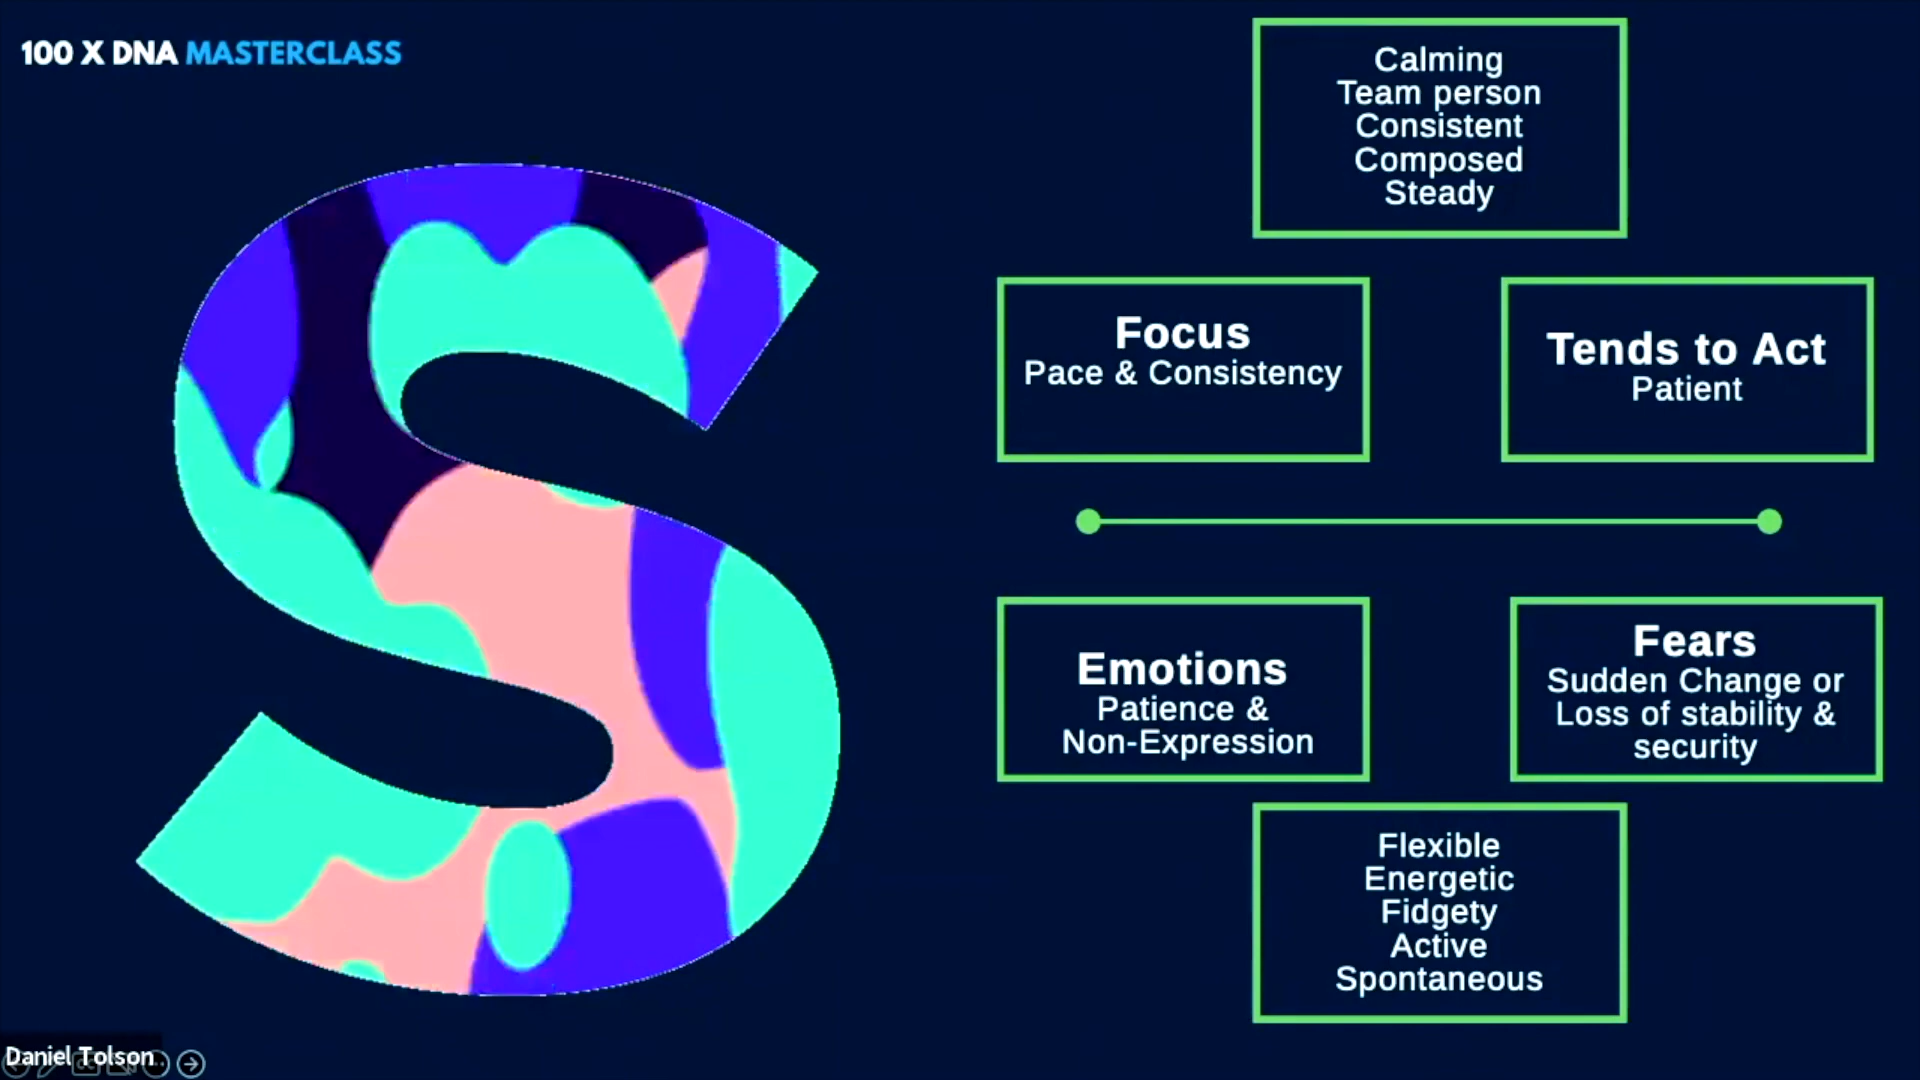 100 X DNA MASTERCLASS
Calming
Team person
Consistent
Composed
Steady
Focus
Pace & Consistency
Tends to Act
Patient
S
Emotions
Patience &
Non-Expression
Fears
Sudden Change or
Loss of stability &
security
Flexible
Energetic
Fidgety
Active
Spontaneous
Daniel Tolson